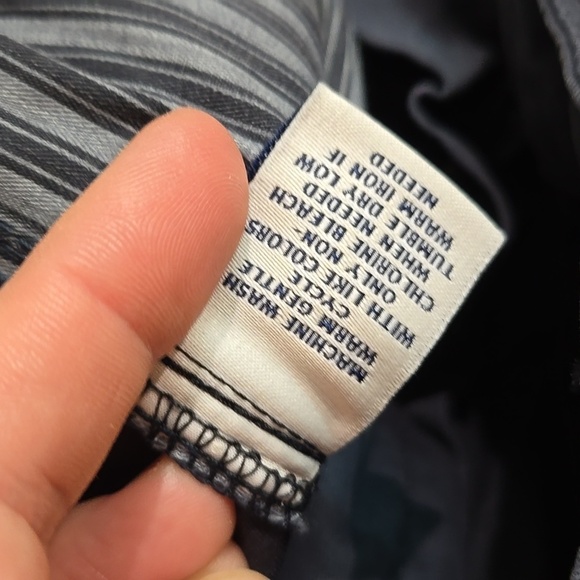 MACHINE WASH
WARM GENTLE
CYCLE
WITH LIKE COLORS
ONLY NON-
CHLORINE BLEACH
WHEN NEEDED
TUMBLE DRY LOW
WARM IRON IF
NEEDED